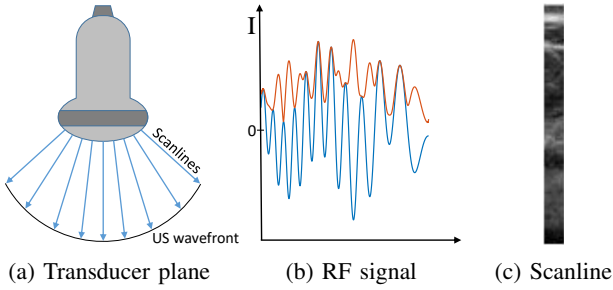 Scanlines
US wavefront
I
0
(a) Transducer plane
(b) RF signal
(c) Scanline